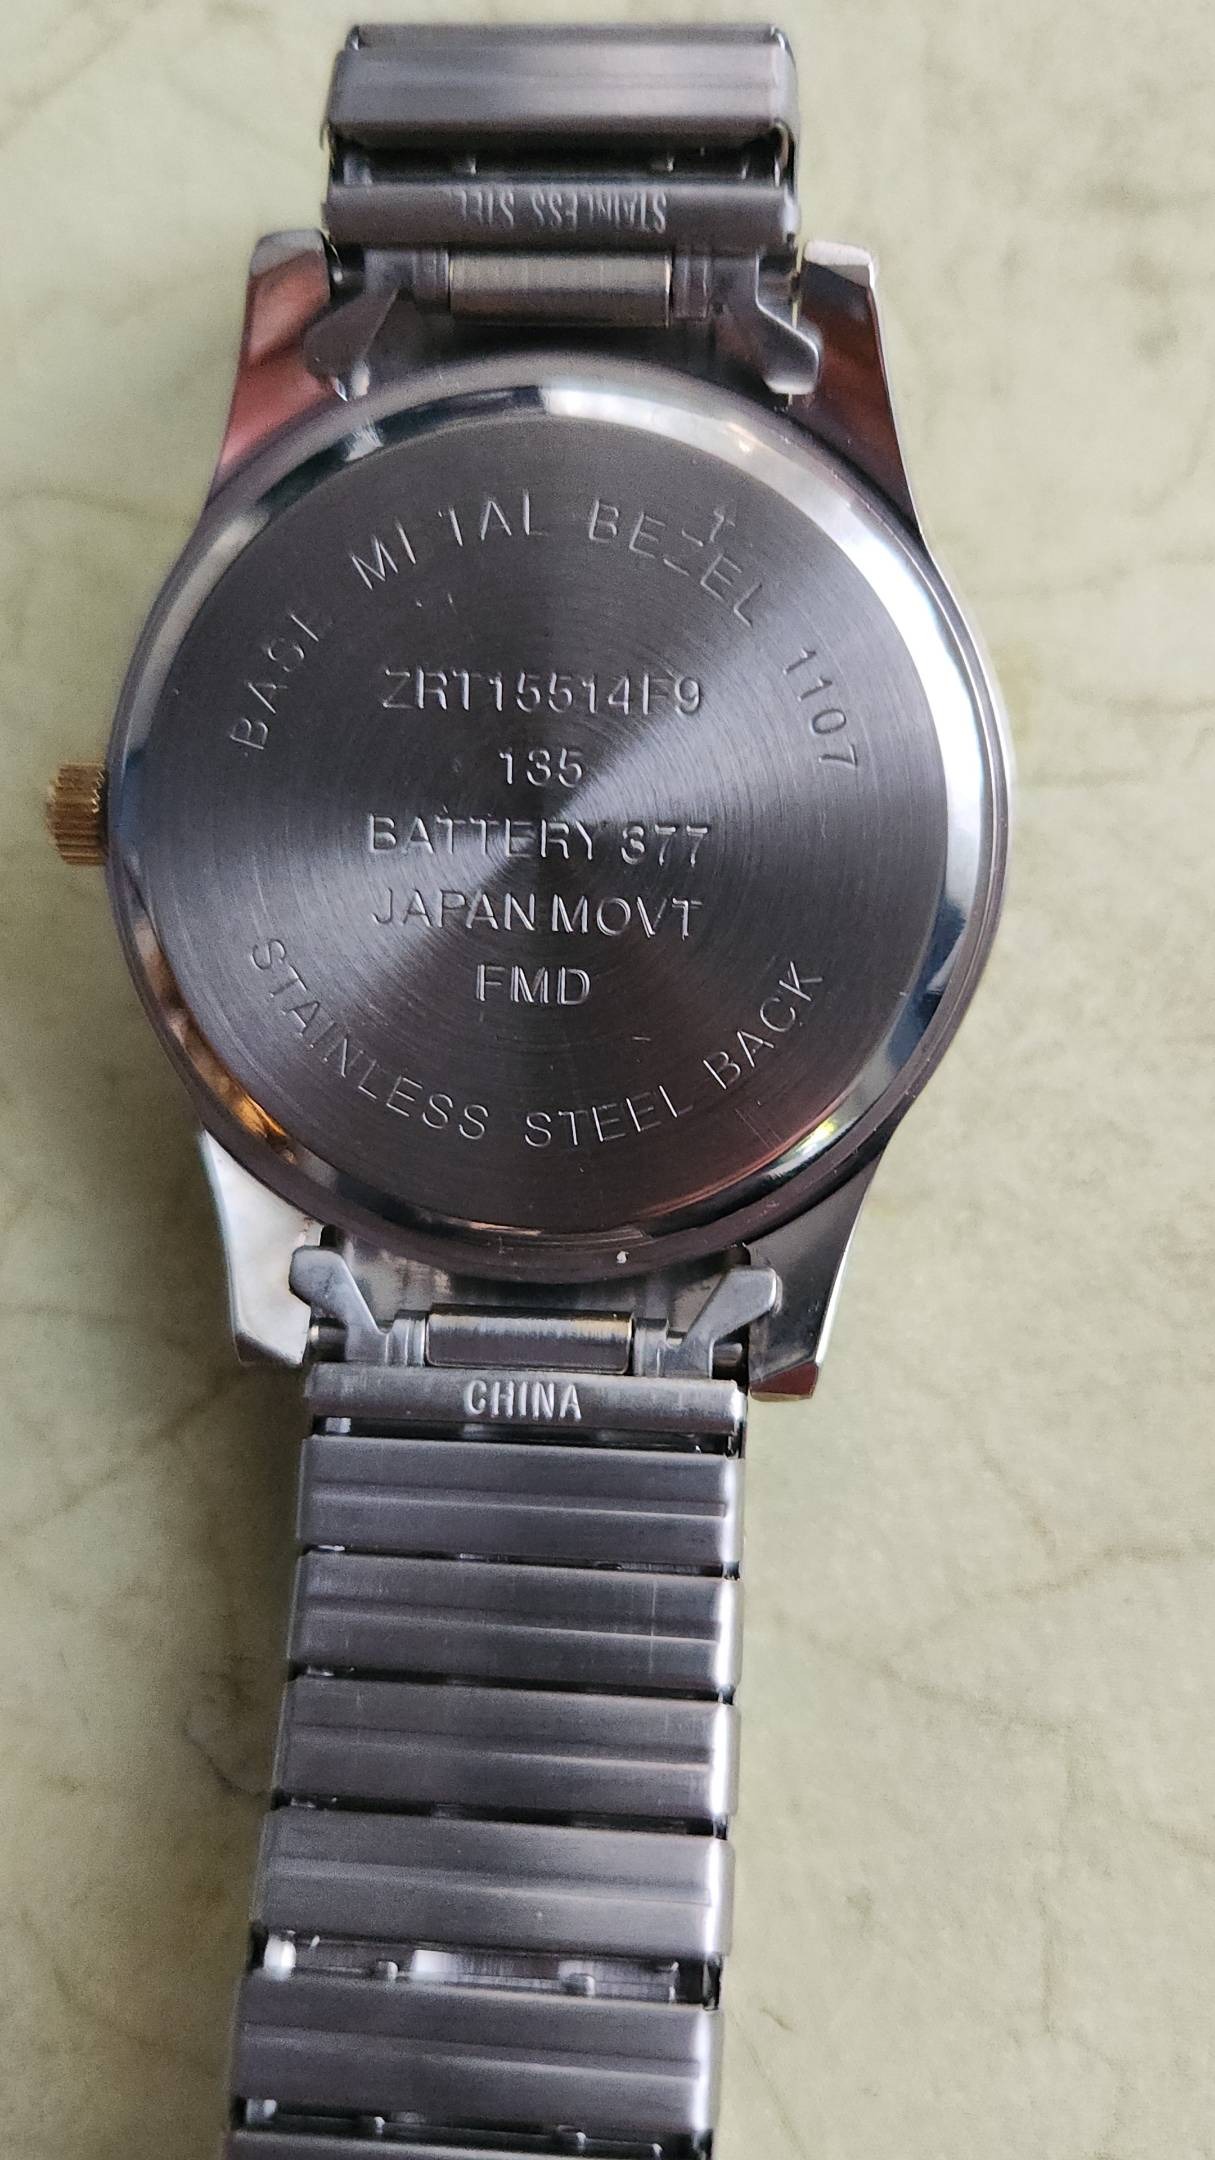 STAINLESS STEEL
BASE METAL BEZEL 1107
ZRT15514F9
135
BATTERY 377
JAPAN MOVT
FMD
STAINLESS STEEL BACK
CHINA